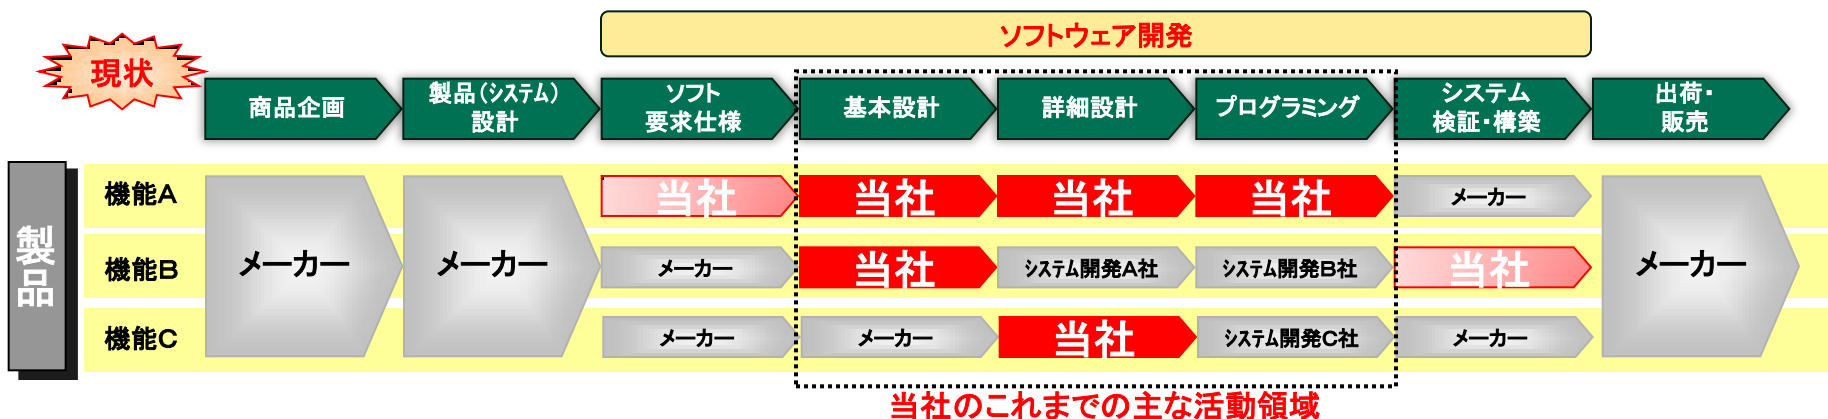 ソフトウェア開発
現状
商品企画
製品(システム)
設計
ソフト
要求仕様
基本設計
詳細設計
プログラミング
システム
検証・構築
出荷・
販売
製品
機能A
メーカー
メーカー
当社
当社
当社
当社
メーカー
メーカー
機能B
メーカー
当社
システム開発A社
システム開発B社
当社
機能C
メーカー
メーカー
当社
システム開発C社
メーカー
当社のこれまでの主な活動領域